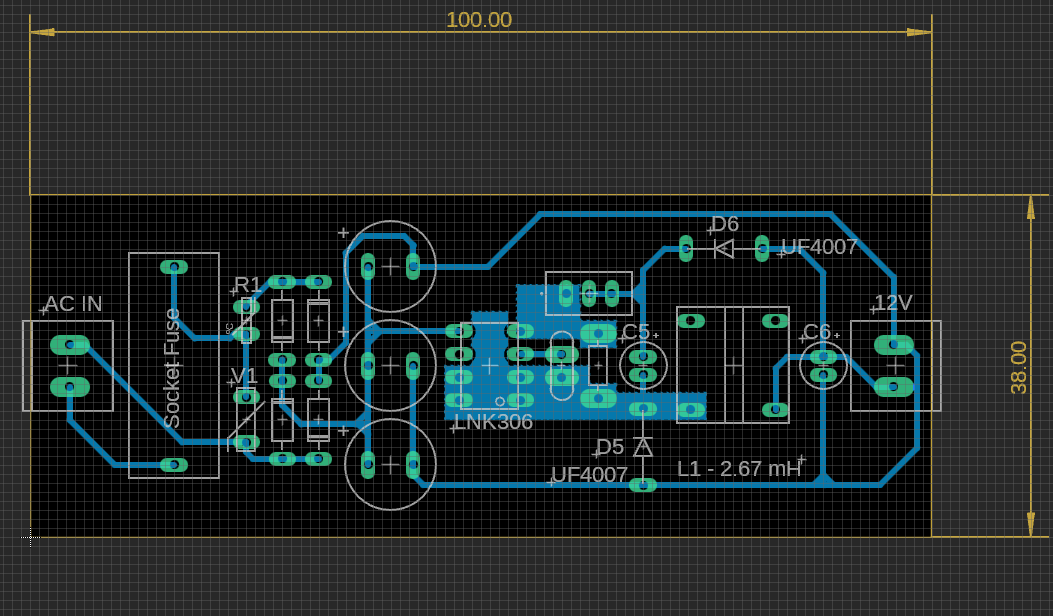 100.00
D6
UF4007
R1
°C
AC IN
12V
C5
C6
Socket Fuse
V1
38.00
LNK306
D5
UF4007
L1 - 2.67 mH